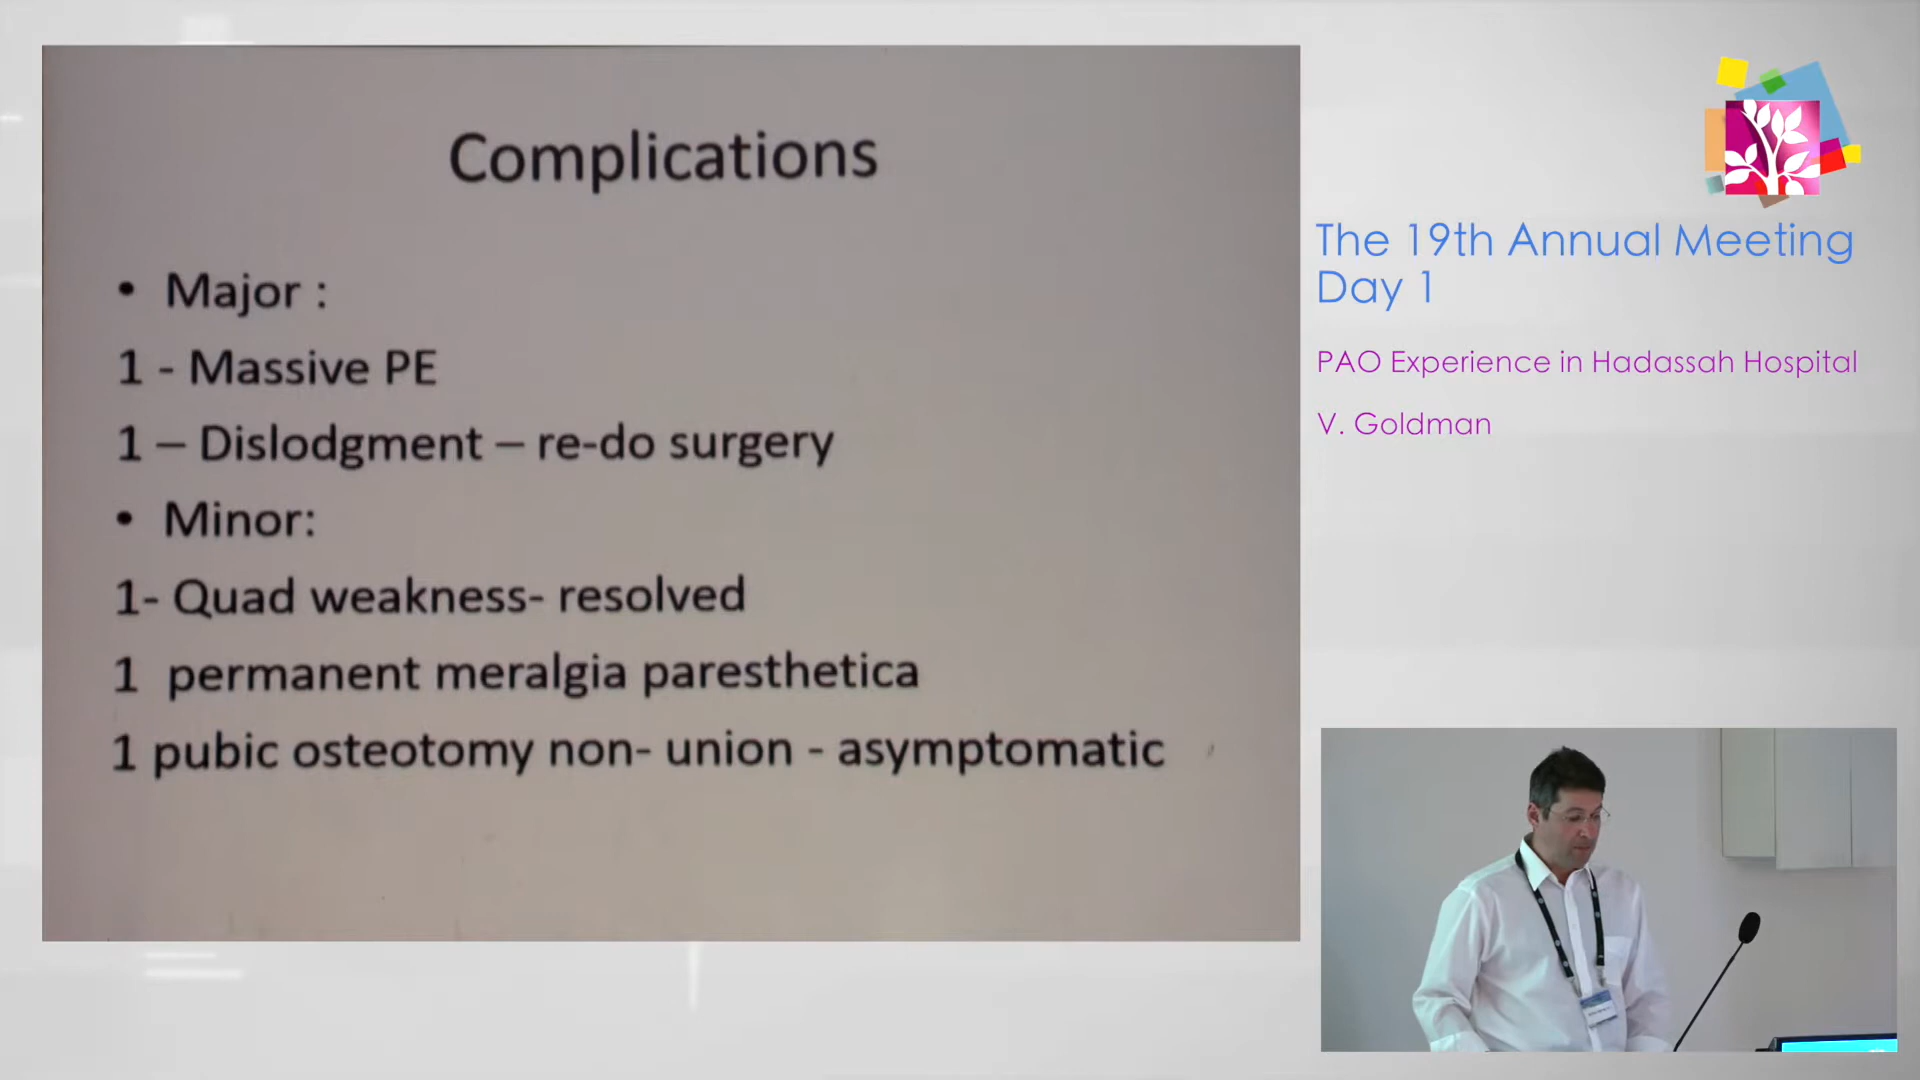 Complications
• Major :
1 - Massive PE
1 – Dislodgment – re-do surgery
• Minor:
1- Quad weakness- resolved
1 permanent meralgia paresthetica
1 pubic osteotomy non- union - asymptomatic
The 19th Annual Meeting
Day 1
PAO Experience in Hadassah Hospital
V. Goldman